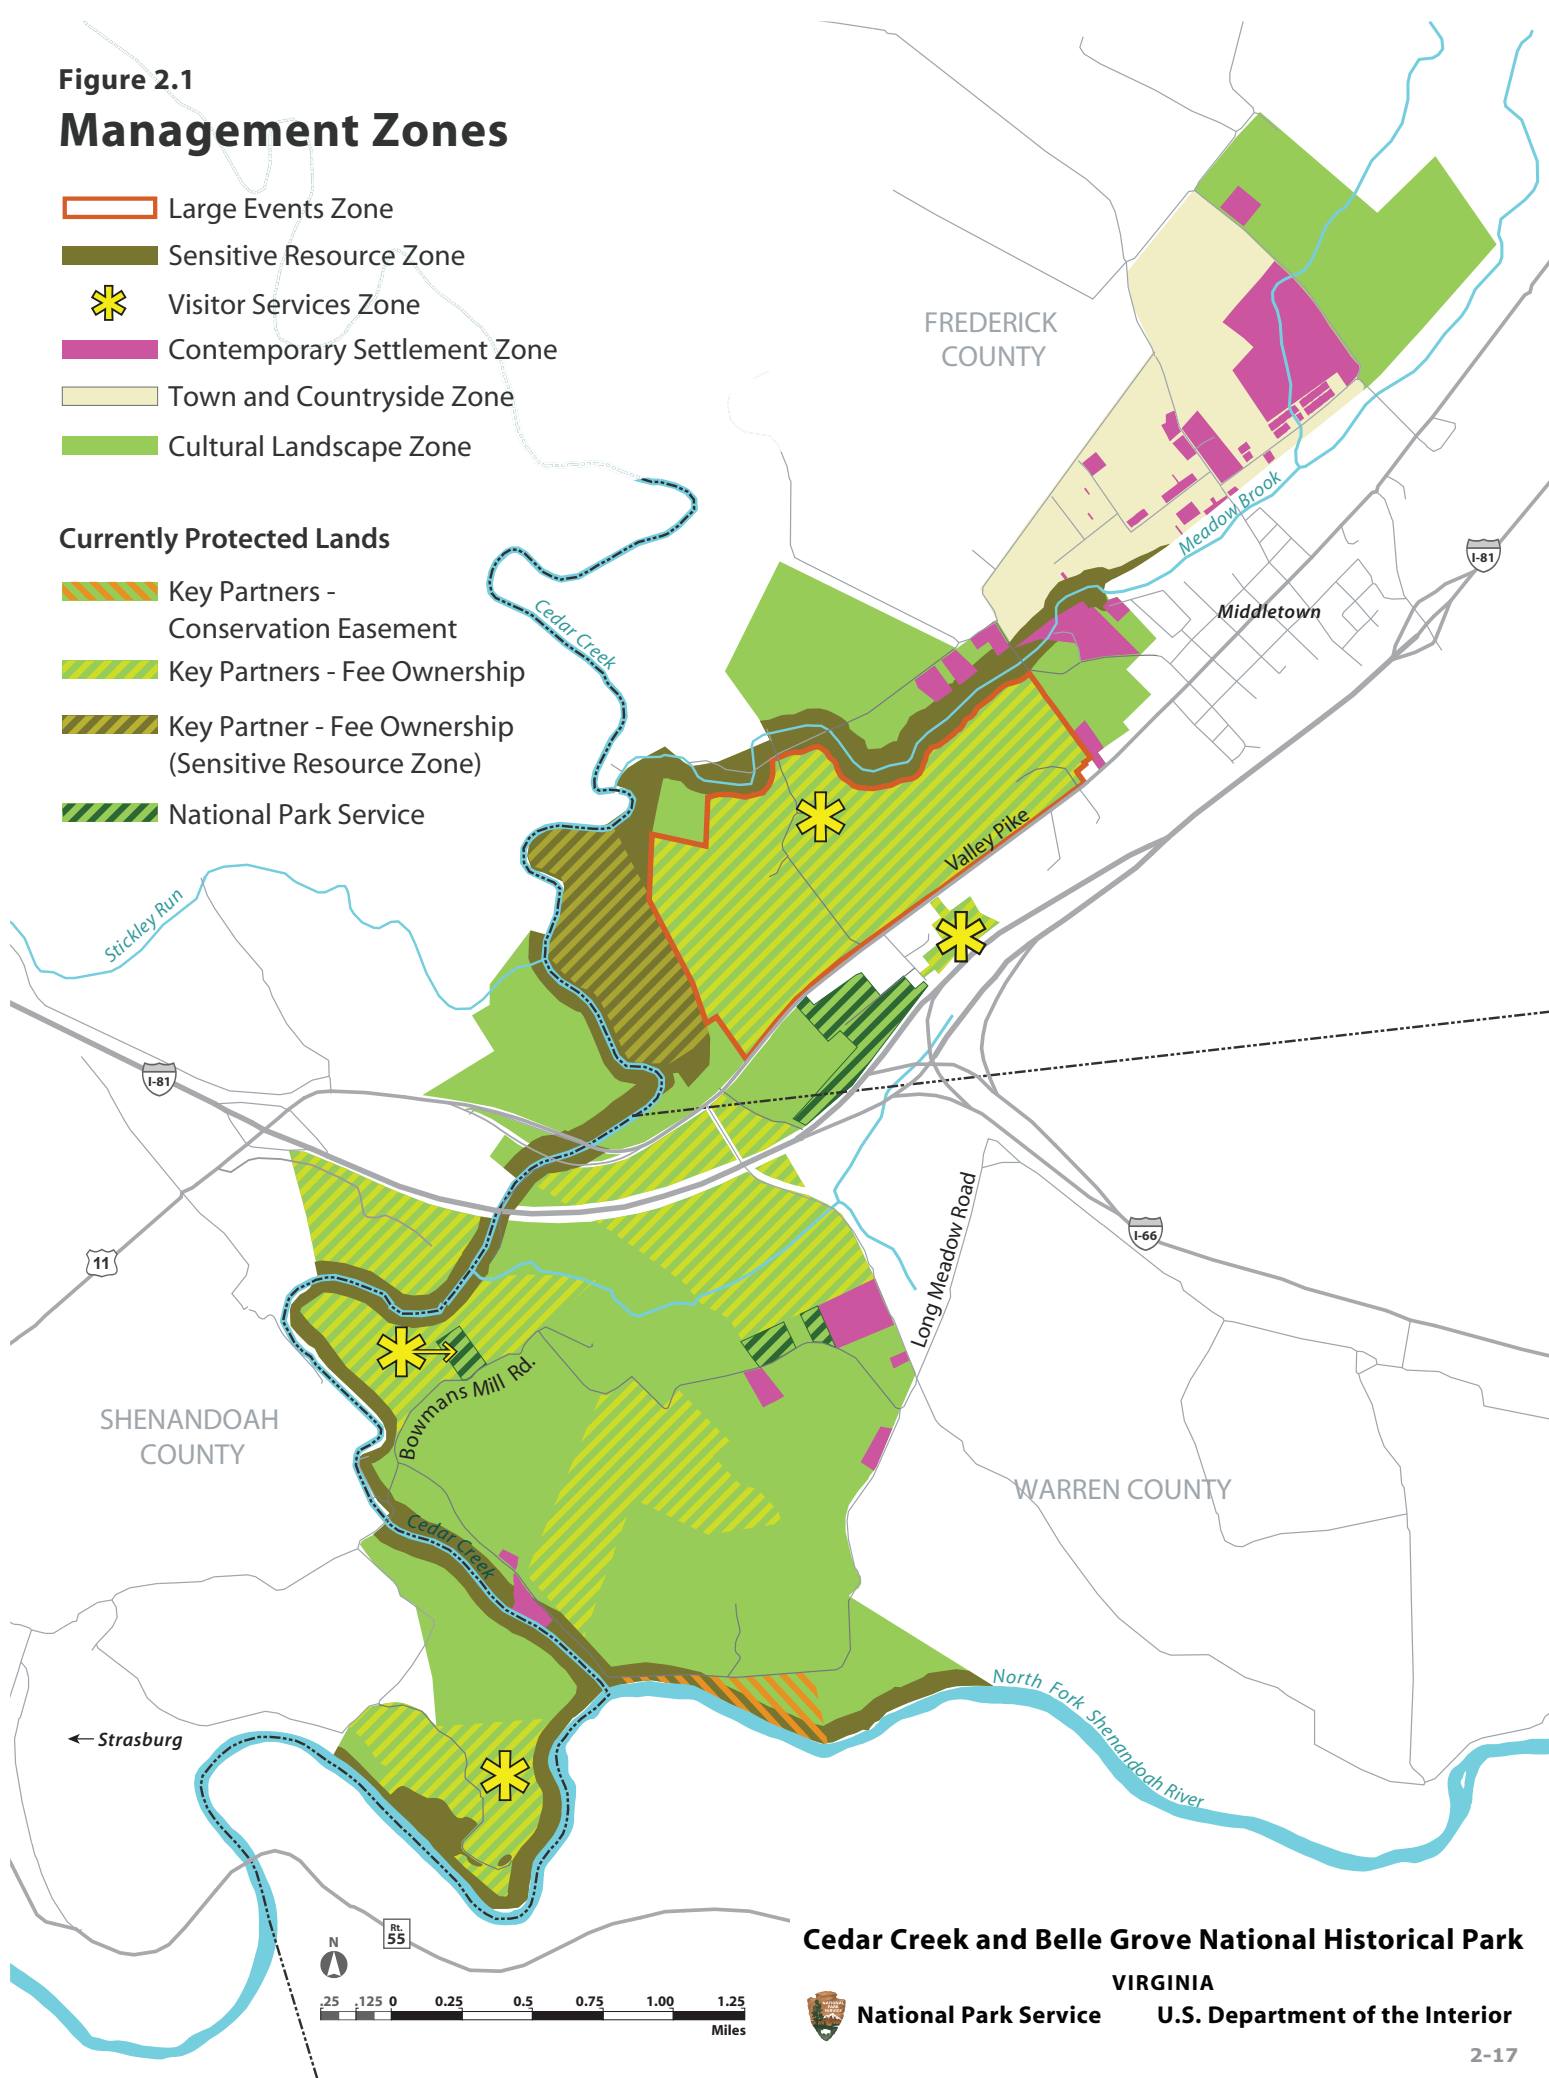 Figure 2.1
Management Zones
Large Events Zone
Sensitive Resource Zone
Visitor Services Zone
Contemporary Settlement Zone
Town and Countryside Zone
Cultural Landscape Zone
Currently Protected Lands
Key Partners -
Conservation Easement
Key Partners - Fee Ownership
Key Partner - Fee Ownership
(Sensitive Resource Zone)
National Park Service
FREDERICK
COUNTY
Meadow Brook
I-81
Middletown
Cedar Creek
Valley Pike
Stickley Run
I-81
11
I-66
Long Meadow Road
Bowmans Mill Rd.
SHENANDOAH
COUNTY
WARREN COUNTY
Cedar Creek
North Fork Shenandoah River
Strasburg
Rt.
55
N
.25 .125 0 0.25 0.5 0.75 1.00 1.25
Miles
Cedar Creek and Belle Grove National Historical Park
VIRGINIA
NATIONAL
PARK
SERVICE
National Park Service U.S. Department of the Interior
2-17